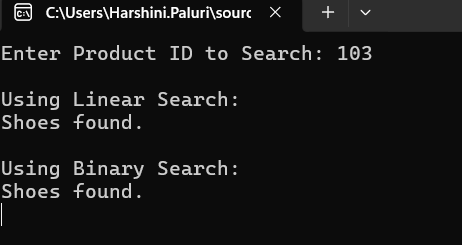 C:\Users\Harshini.Paluri\sourc
Enter Product ID to Search: 103
Using Linear Search:
Shoes found.
Using Binary Search:
Shoes found.